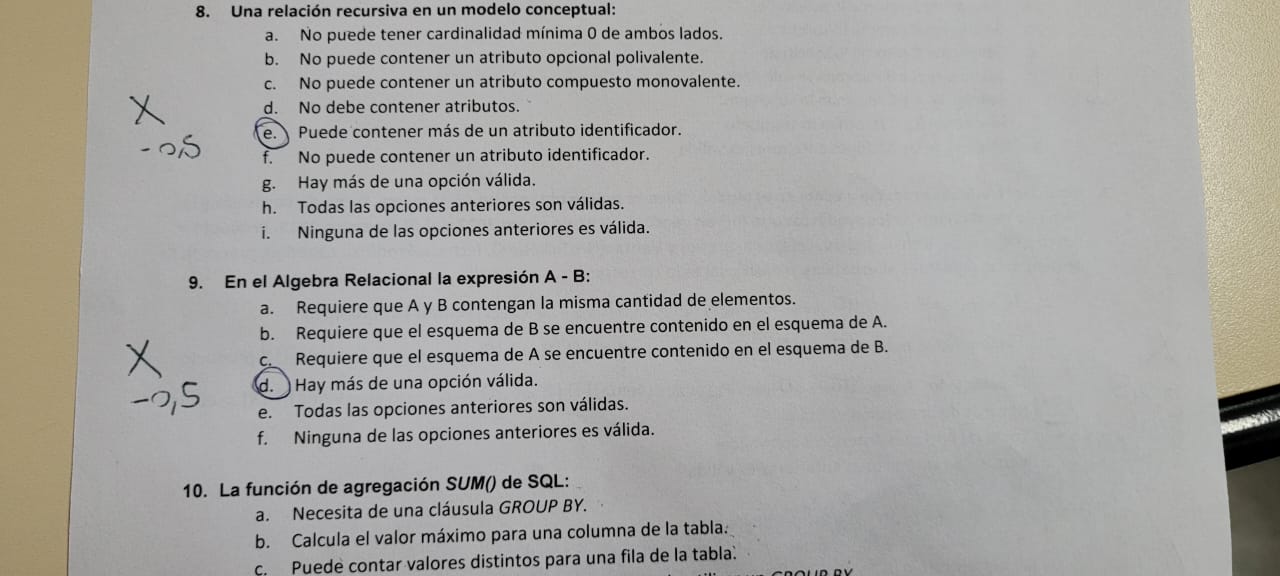 8. Una relación recursiva en un modelo conceptual:
a. No puede tener cardinalidad mínima 0 de ambos lados.
b. No puede contener un atributo opcional polivalente.
c. No puede contener un atributo compuesto monovalente.
d. No debe contener atributos.
X
e. Puede contener más de un atributo identificador.
-0,5
f. No puede contener un atributo identificador.
g. Hay más de una opción válida.
h. Todas las opciones anteriores son válidas.
i. Ninguna de las opciones anteriores es válida.
9. En el Algebra Relacional la expresión A - B:
a. Requiere que A y B contengan la misma cantidad de elementos.
b. Requiere que el esquema de B se encuentre contenido en el esquema de A.
X
c. Requiere que el esquema de A se encuentre contenido en el esquema de B.
d. Hay más de una opción válida.
-0,5
e. Todas las opciones anteriores son válidas.
f. Ninguna de las opciones anteriores es válida.
10. La función de agregación SUM() de SQL:
a. Necesita de una cláusula GROUP BY.
b. Calcula el valor máximo para una columna de la tabla.
c. Puede contar valores distintos para una fila de la tabla.
GROUP BY